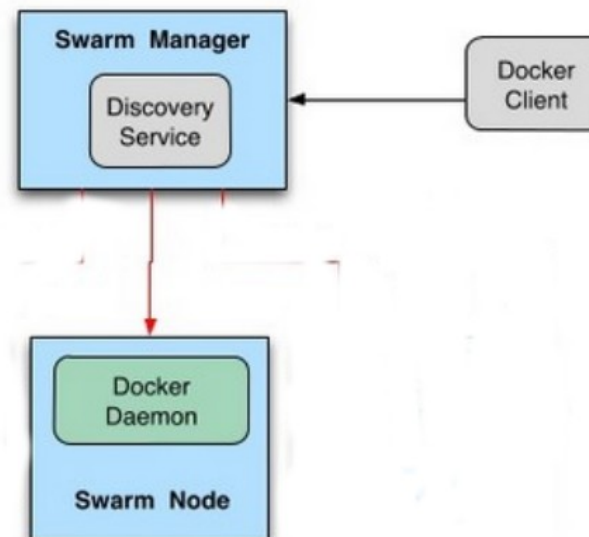 Swarm Manager
Discovery
Service
Docker
Client
Docker
Daemon
Swarm Node